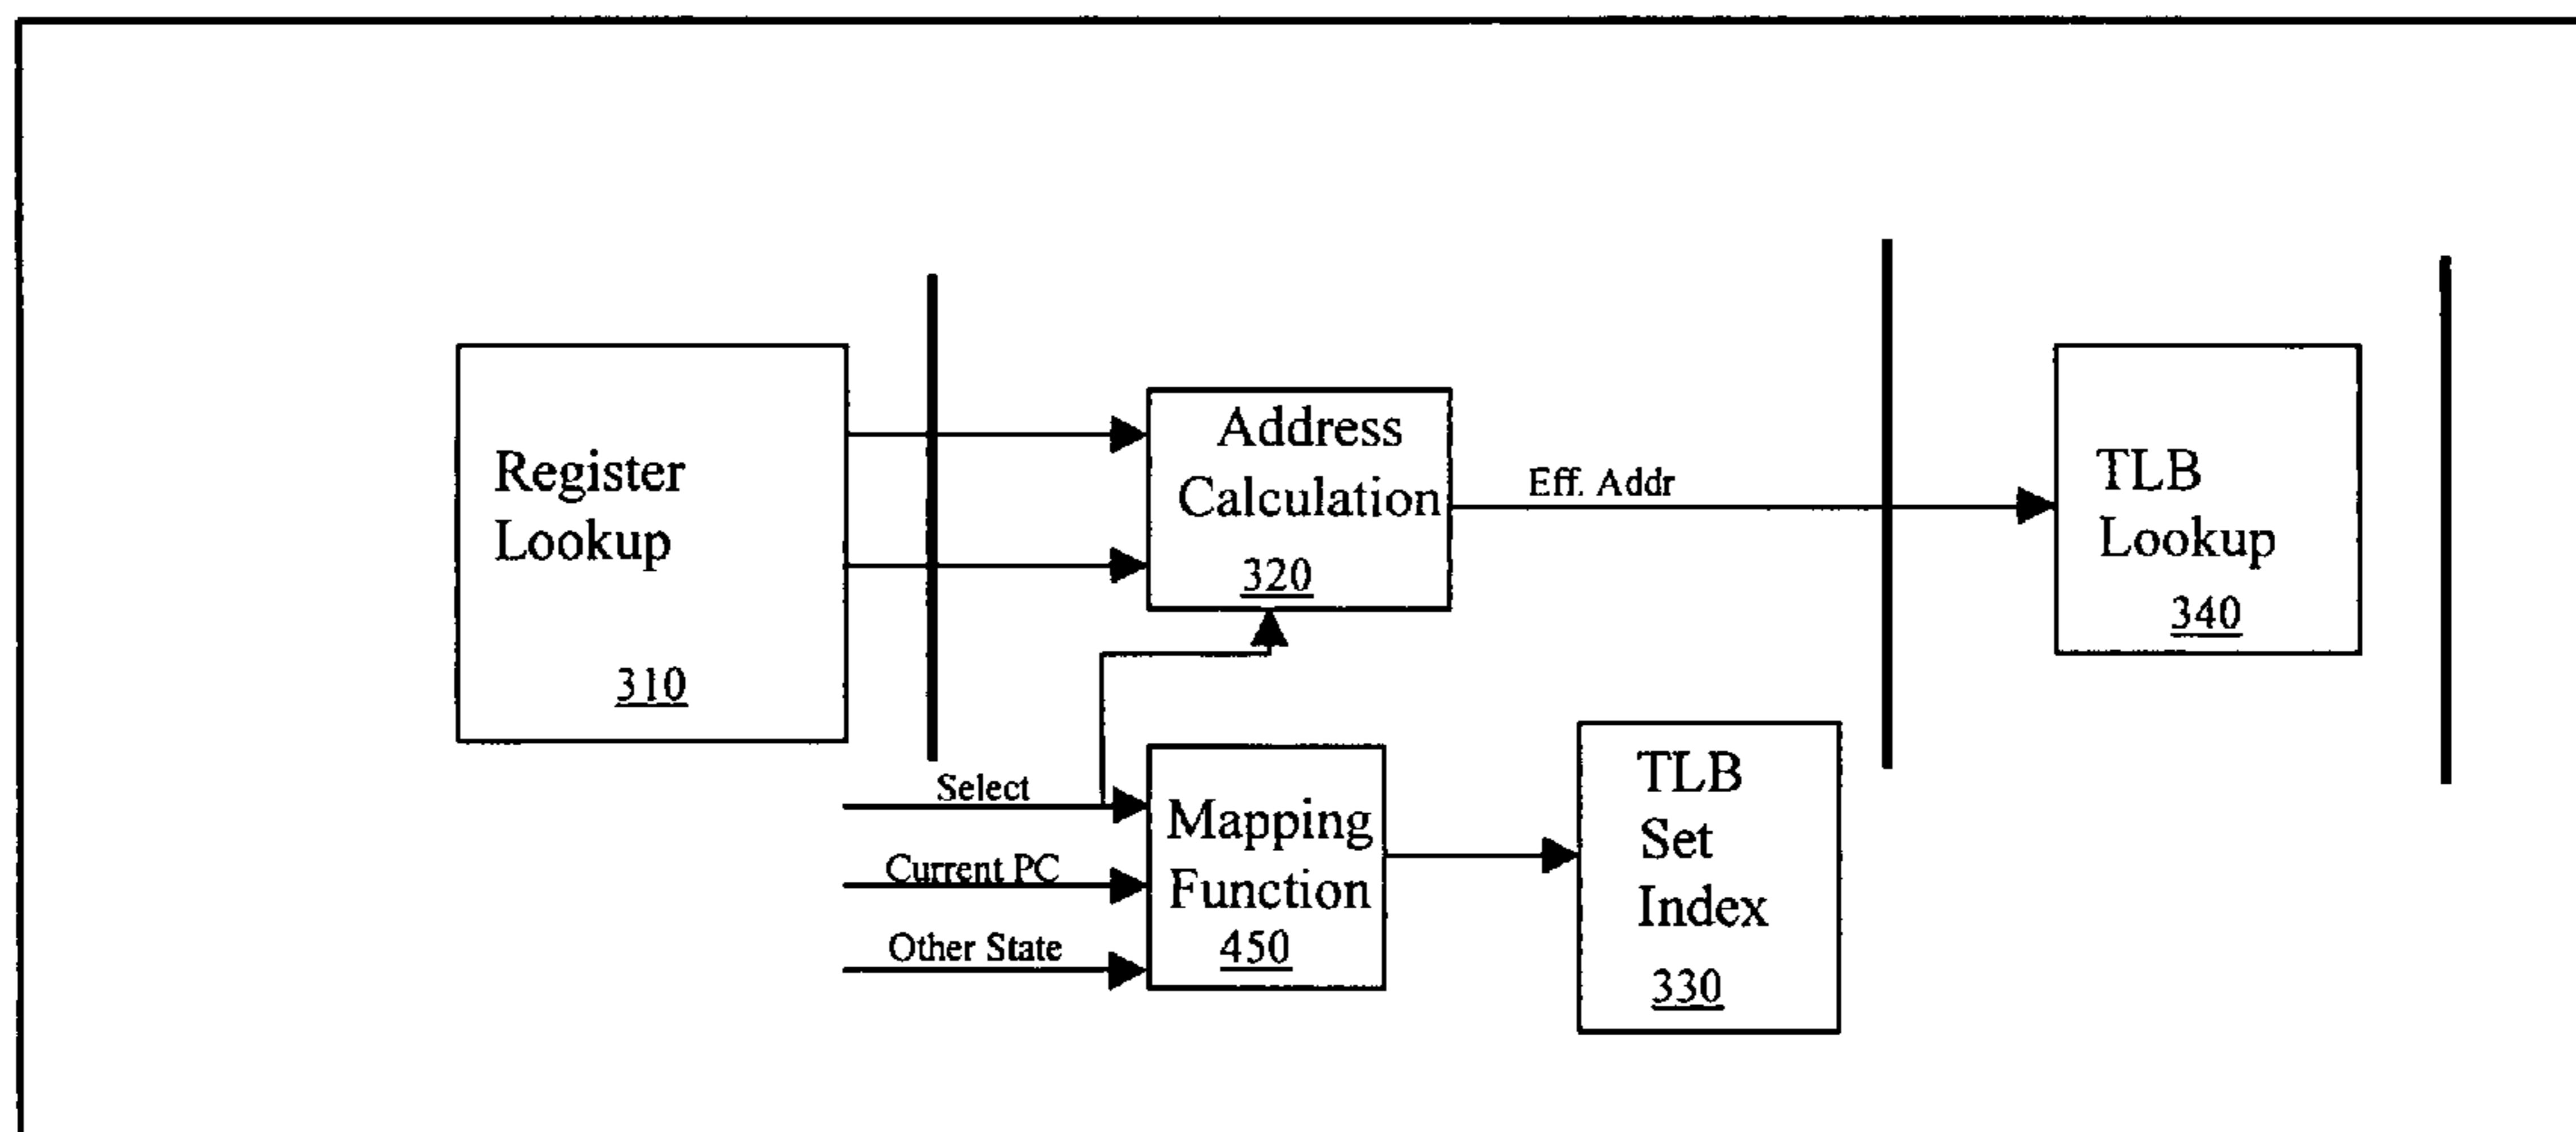 Register
Lookup
310
Address
Calculation
320
Eff. Addr
TLB
Lookup
340
Select
Current PC
Other State
Mapping
Function
450
TLB
Set
Index
330